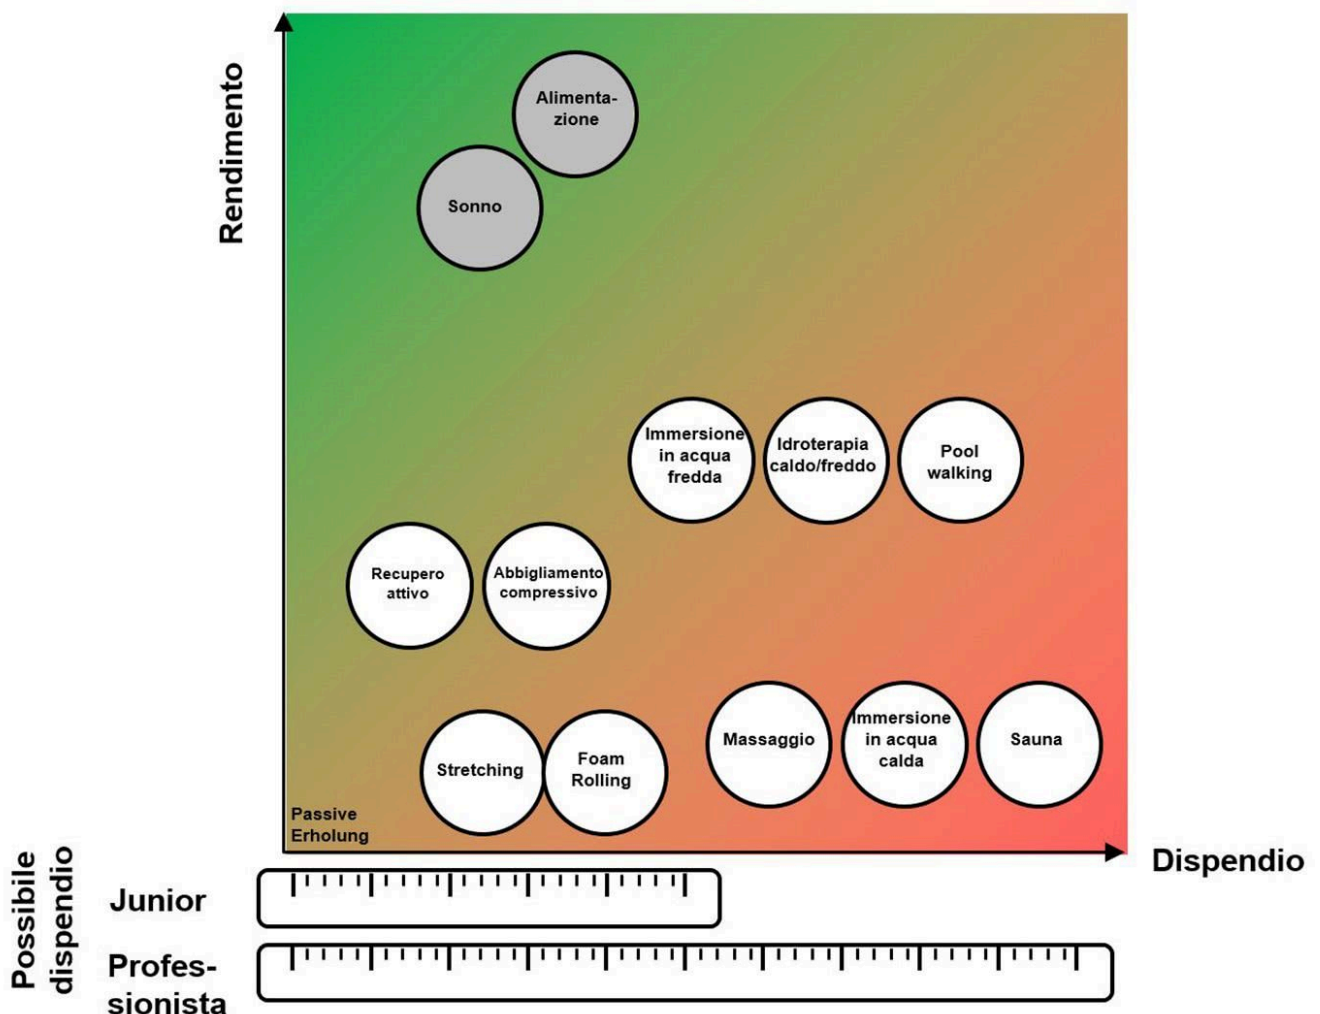 Rendimento
Alimenta-
zione
Sonno
Immersione
in acqua
fredda
Idroterapia
caldo/freddo
Pool
walking
Recupero
attivo
Abbigliamento
compressivo
Stretching
Foam
Rolling
Massaggio
Immersione
in acqua
calda
Sauna
Passive
Erholung
Dispendio
Possibile
dispendio
Junior
Profes-
sionista